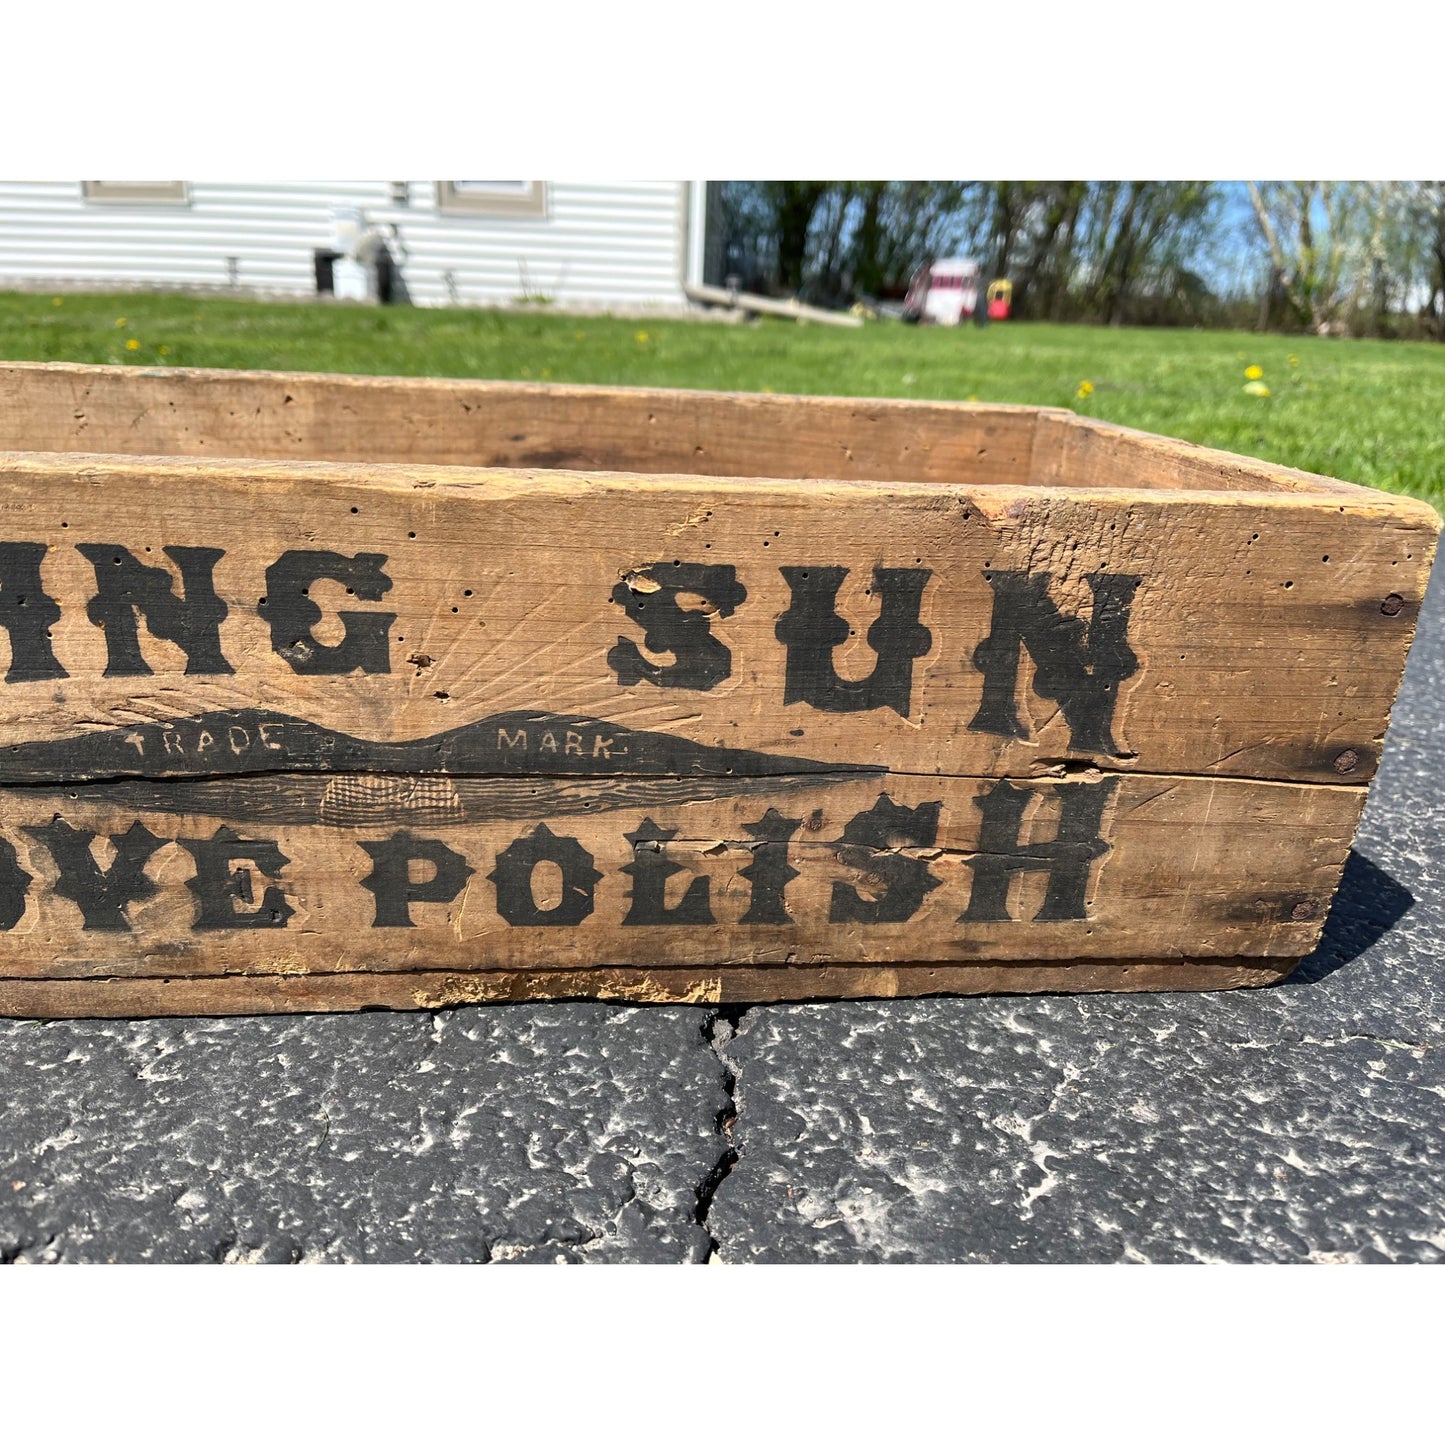 ING SUN
TRADE MARK
OVE POLISH